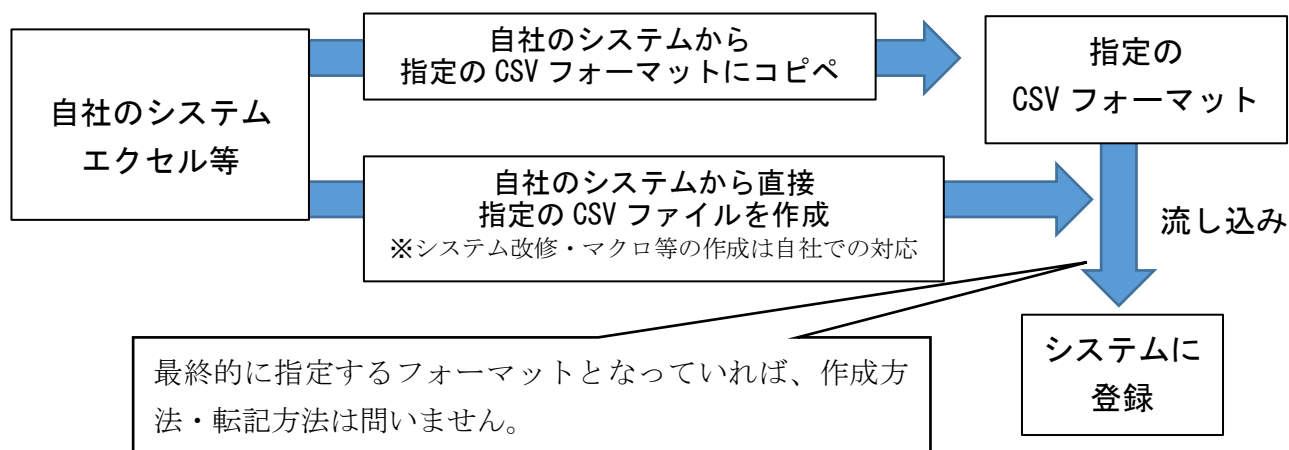 自社のシステム
エクセル等
自社のシステムから
指定の CSV フォーマットにコピペ
指定の
CSV フォーマット
自社のシステムから直接
指定の CSV ファイルを作成
※システム改修・マクロ等の作成は自社での対応
流し込み
最終的に指定するフォーマットとなっていれば、作成方
法・転記方法は問いません。
システムに
登録